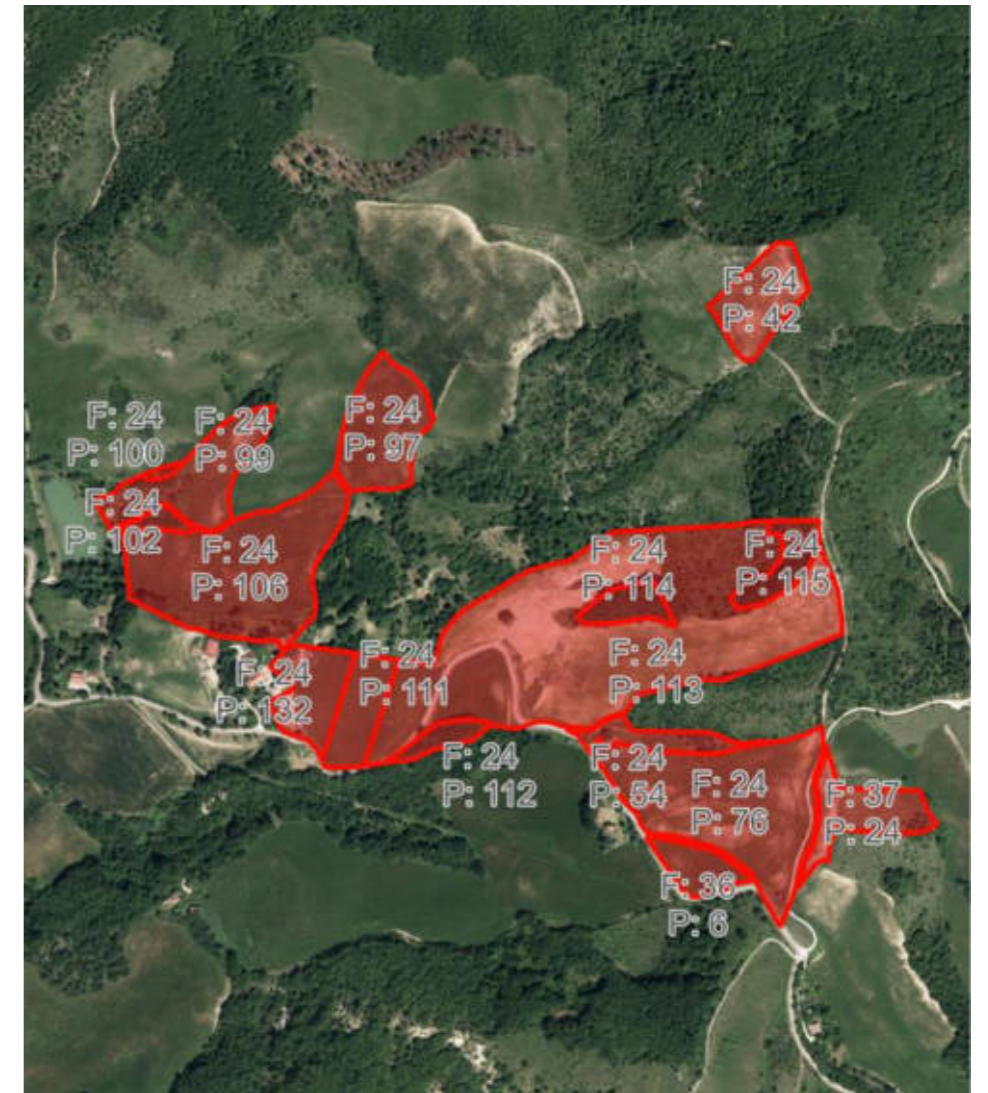 F: 24
P: 42
F: 24
P: 97
F: 24
P: 100
F: 24
P: 99
F: 24
P: 102
F: 24
P: 106
F: 24
P: 114
F: 24
P: 115
F: 24
P: 132
F: 24
P: 111
F: 24
P: 113
F: 24
P: 112
F: 24
P: 54
F: 24
P: 76
F: 37
P: 24
F: 36
P: 6